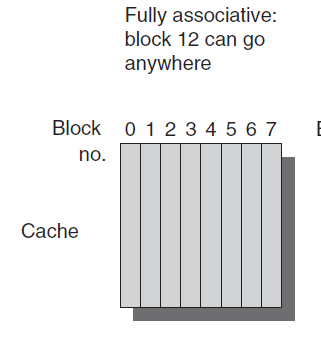 Fully associative:
block 12 can go
anywhere
Block 0 1 2 3 4 5 6 7
no.
Cache